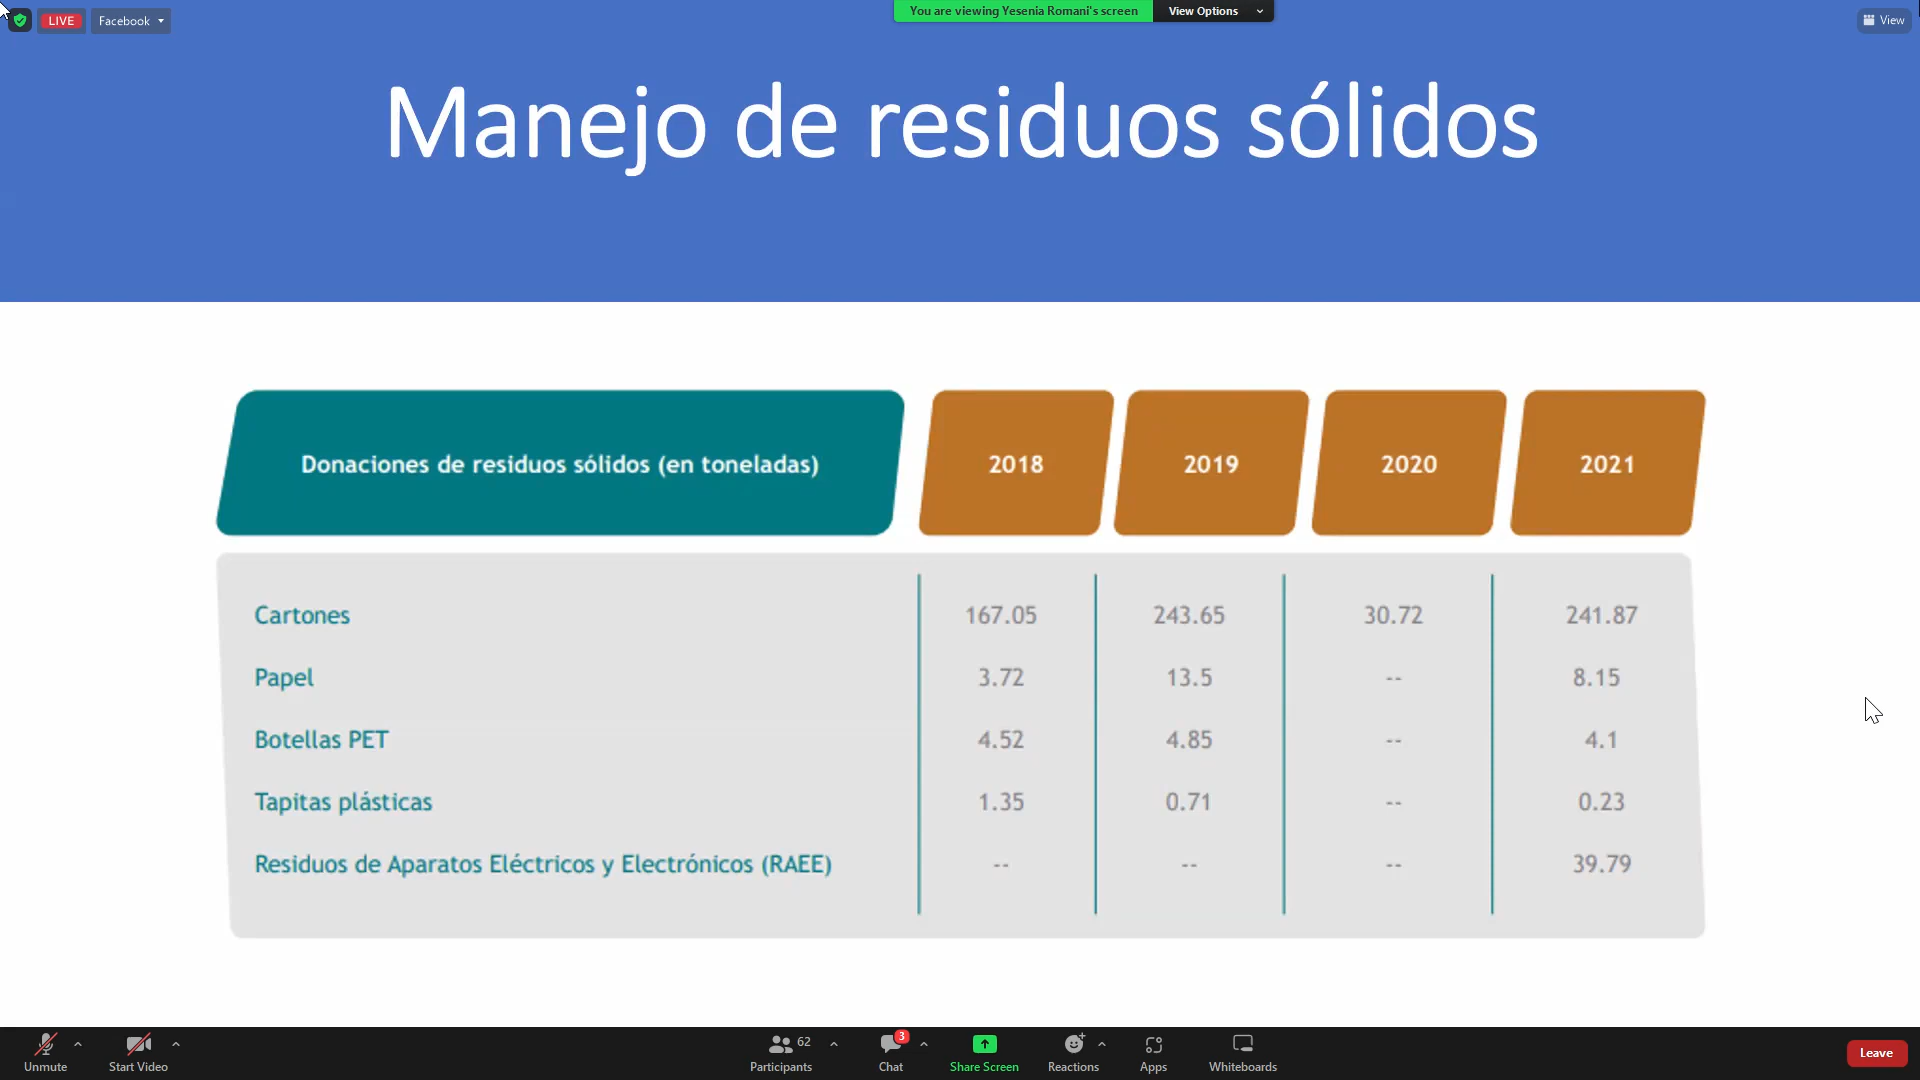 LIVE Facebook
You are viewing Yesenia Romani's screen View Options
View
Manejo de residuos sólidos
Donaciones de residuos sólidos (en toneladas) 2018 2019 2020 2021
Cartones 167.05 243.65 30.72 241.87
Papel 3.72 13.5 -- 8.15
Botellas PET 4.52 4.85 -- 4.1
Tapitas plásticas 1.35 0.71 -- 0.23
Residuos de Aparatos Eléctricos y Electrónicos (RAEE) -- -- -- 39.79
62 3
Unmute Start Video Participants Chat Share Screen Reactions Apps Whiteboards Leave